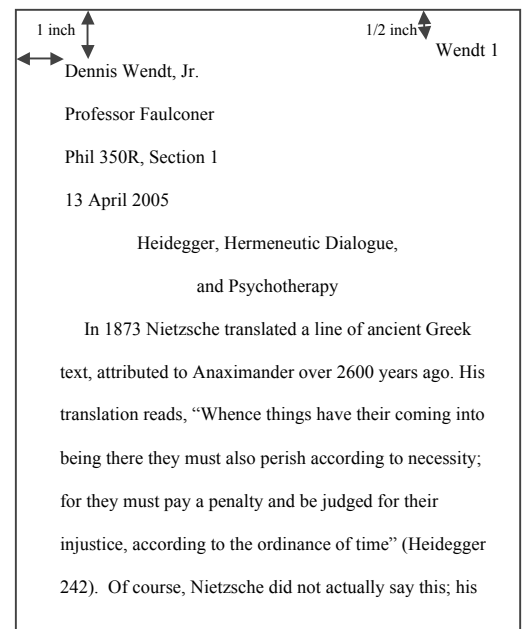 1 inch
1/2 inch
Wendt 1
Dennis Wendt, Jr.
Professor Faulconer
Phil 350R, Section 1
13 April 2005
Heidegger, Hermeneutic Dialogue,
and Psychotherapy
In 1873 Nietzsche translated a line of ancient Greek
text, attributed to Anaximander over 2600 years ago. His
translation reads, “Whence things have their coming into
being there they must also perish according to necessity;
for they must pay a penalty and be judged for their
injustice, according to the ordinance of time” (Heidegger
242).  Of course, Nietzsche did not actually say this; his